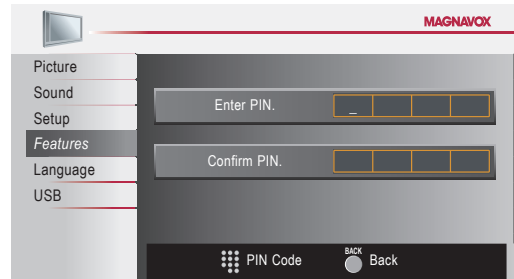 MAGNAVOX
Picture
Sound
Setup
Features
Language
USB
Enter PIN. _
Confirm PIN.
PIN Code
BACK
Back